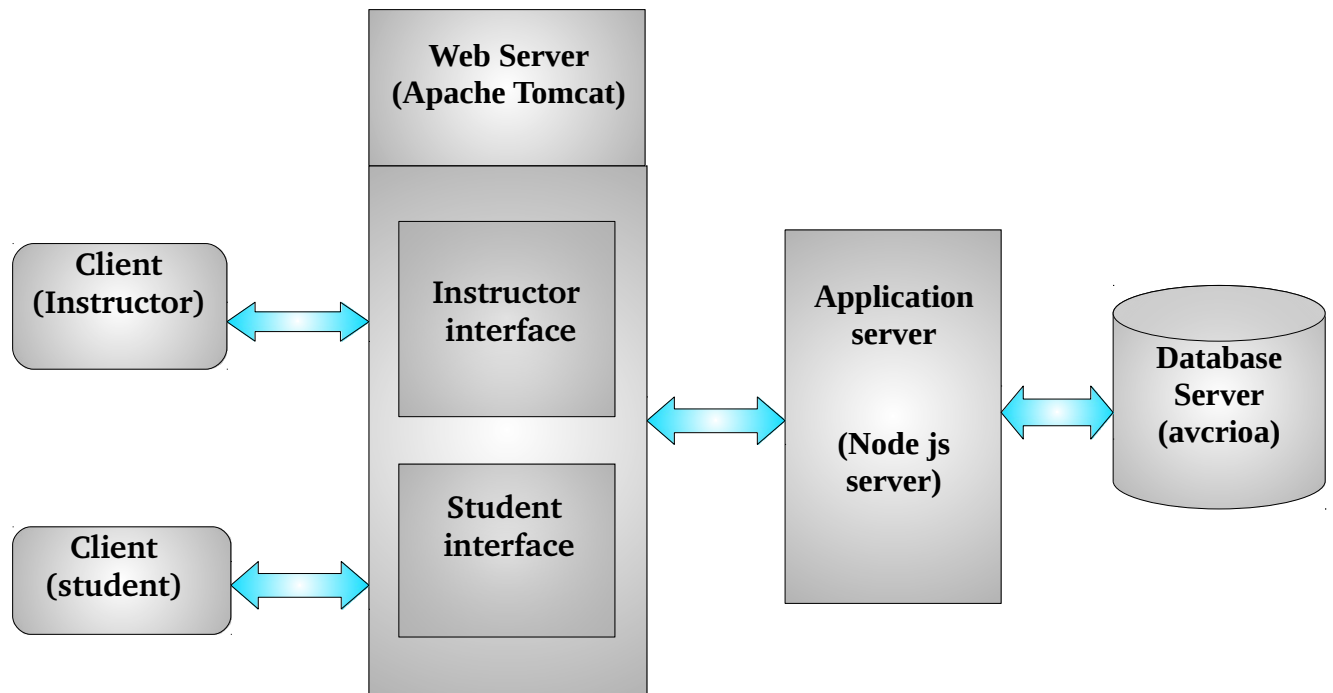 Web Server
(Apache Tomcat)
Client
(Instructor)
Instructor
interface
Client
(student)
Student
interface
Application
server
(Node js
server)
Database
Server
(avcrioa)